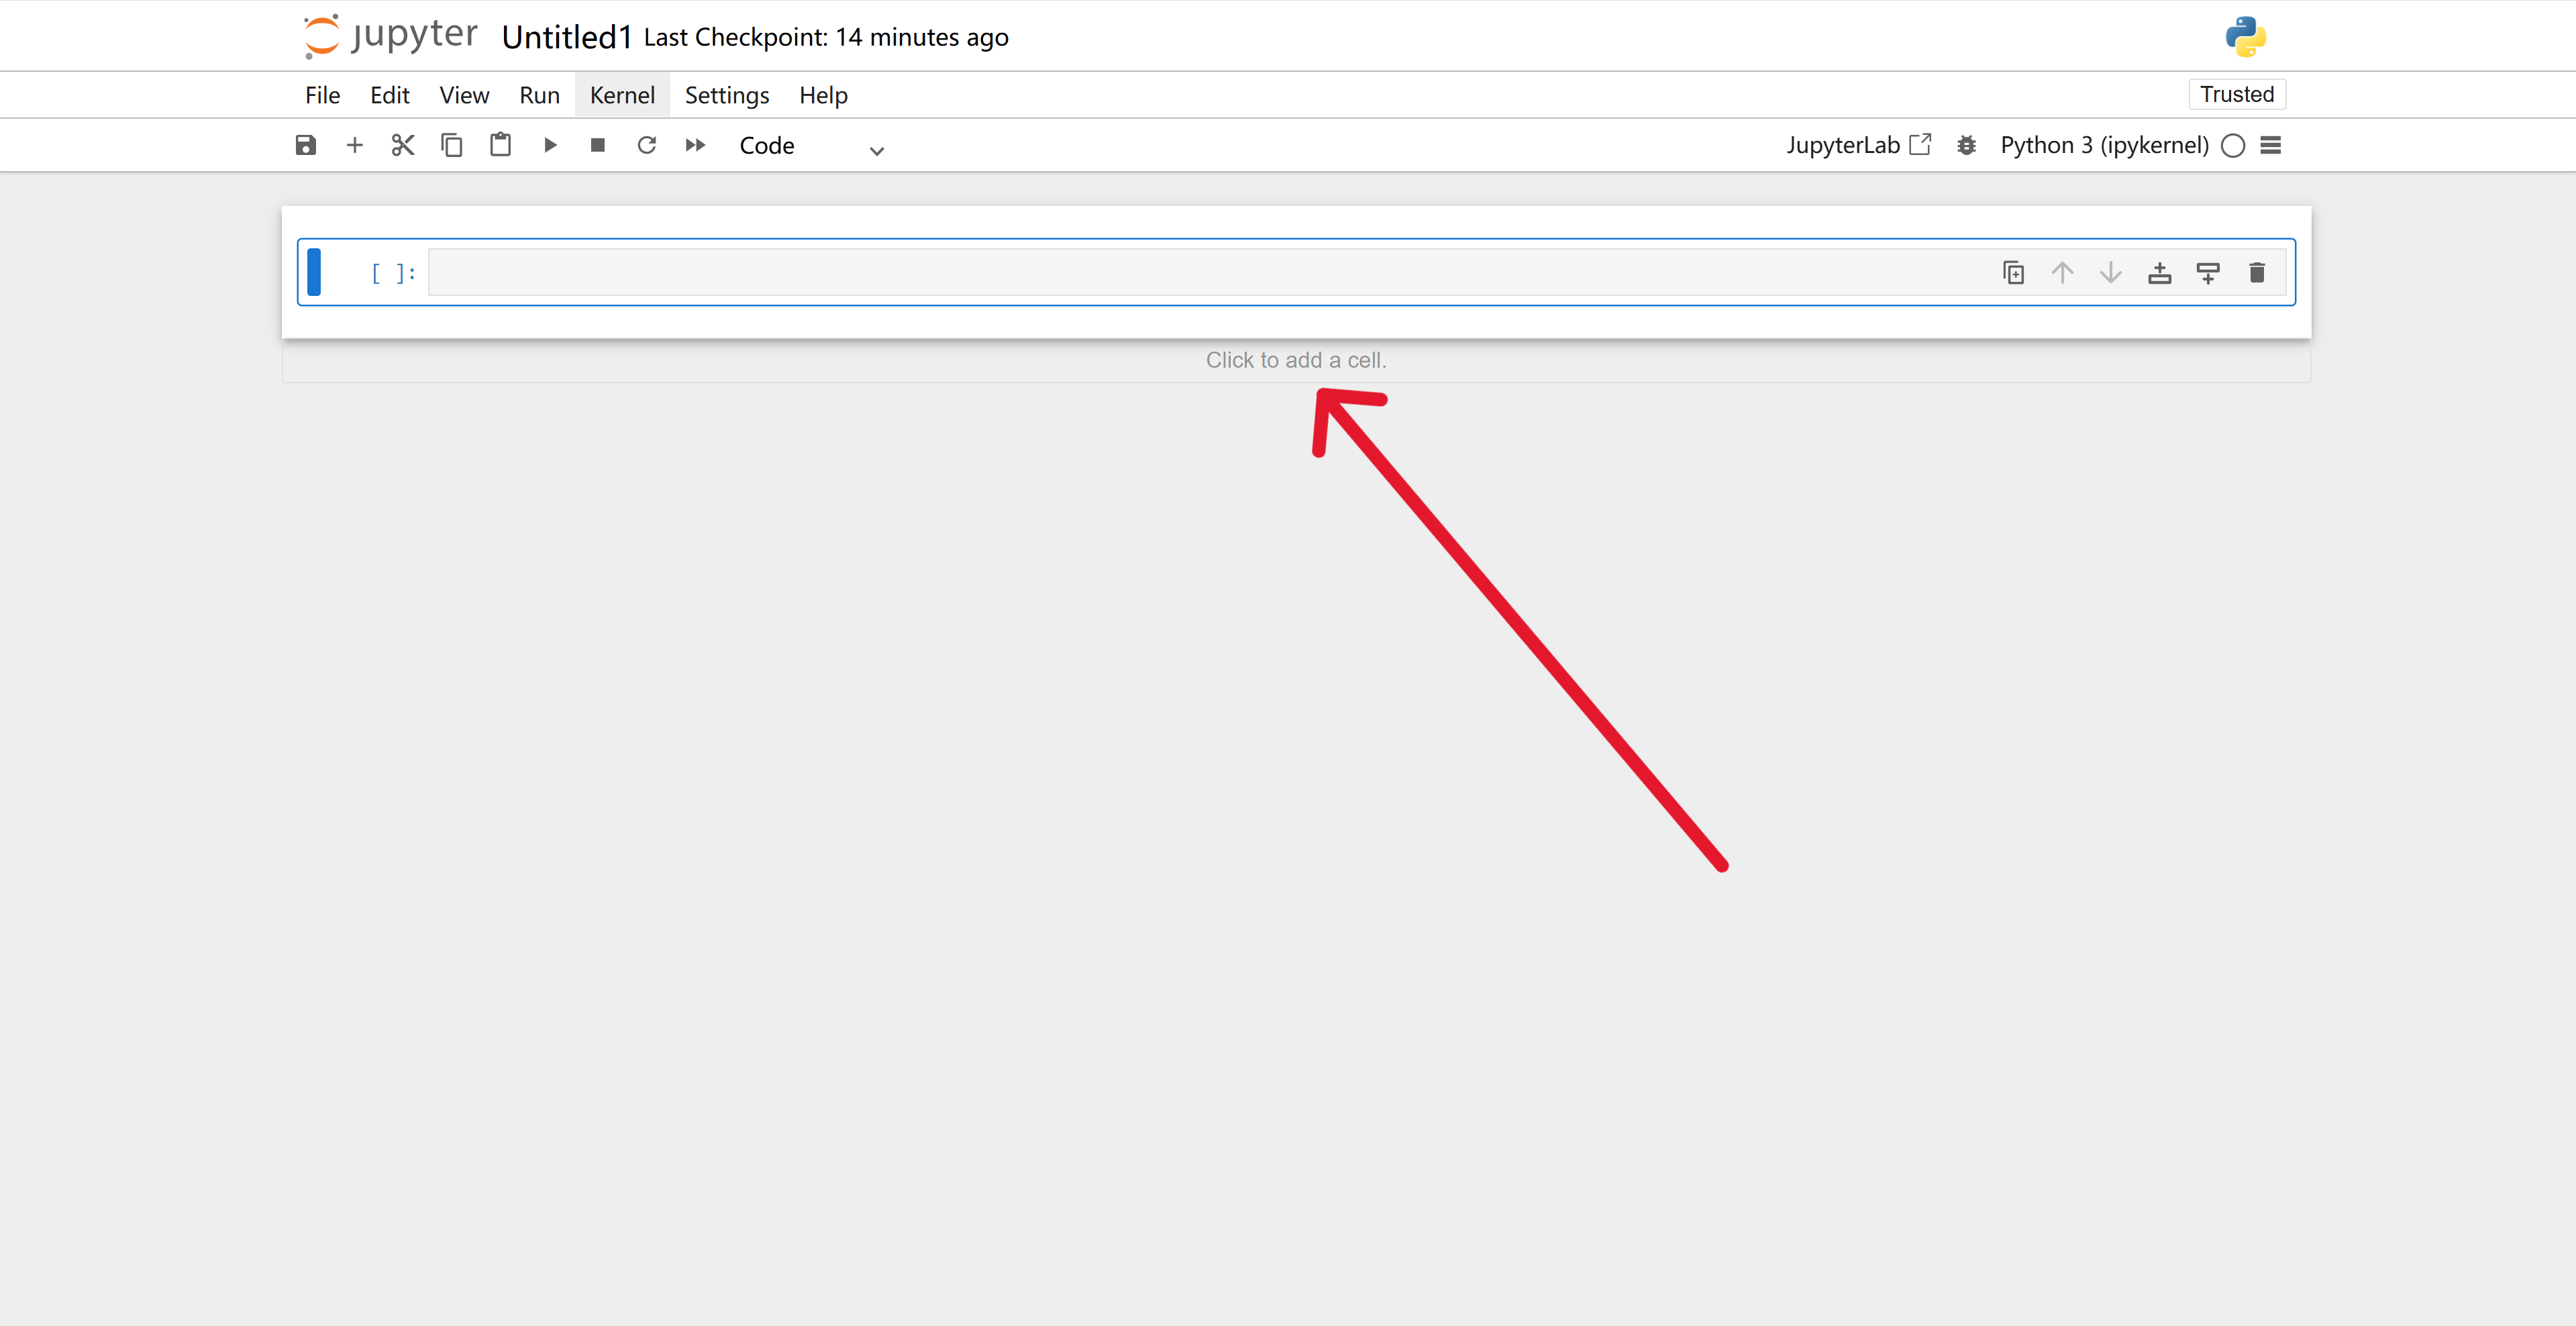 jupyter Untitled1 Last Checkpoint: 14 minutes ago
File Edit View Run Kernel Settings Help Trusted
Code JupyterLab Python 3 (ipykernel)
[ ]:
Click to add a cell.